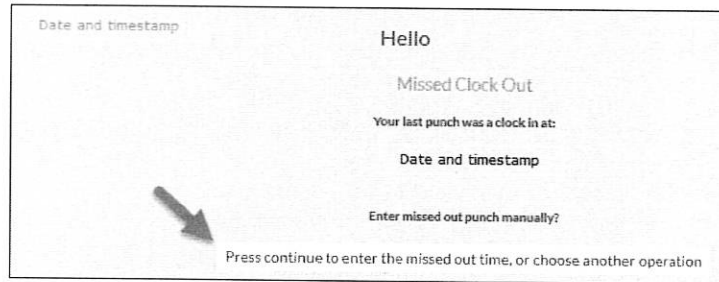 Date and timestamp
Hello
Missed Clock Out
Your last punch was a clock in at:
Date and timestamp
Enter missed out punch manually?
Press continue to enter the missed out time, or choose another operation